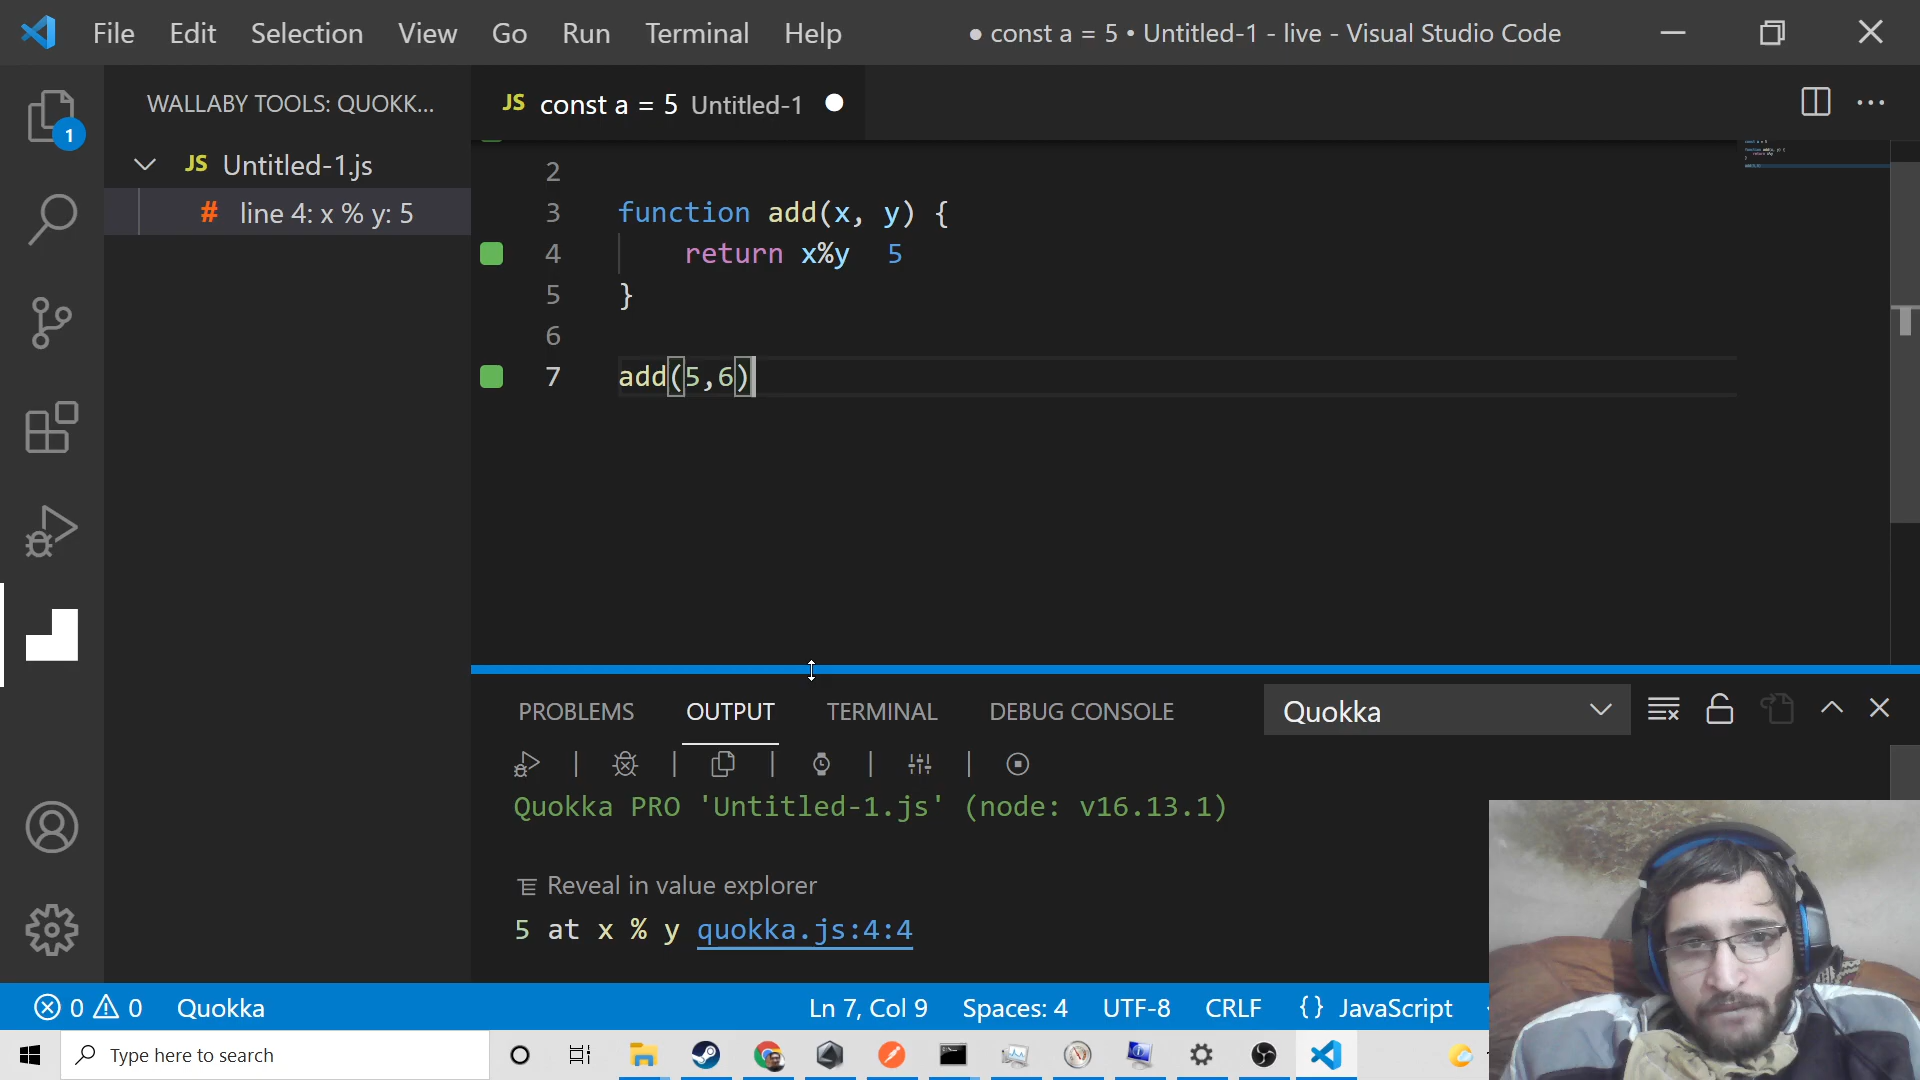 File Edit Selection View Go Run Terminal Help ● const a = 5 • Untitled-1 - live - Visual Studio Code
1
WALLABY TOOLS: QUOKK...
JS Untitled-1.js
# line 4: x % y: 5
JS const a = 5 Untitled-1 ●
2
3 function add(x, y) {
4 return x%y 5
5 }
6
7 add(5,6)
PROBLEMS OUTPUT TERMINAL DEBUG CONSOLE Quokka
Quokka PRO 'Untitled-1.js' (node: v16.13.1)
Reveal in value explorer
5 at x % y quokka.js:4:4
0 0 Quokka Ln 7, Col 9 Spaces: 4 UTF-8 CRLF {} JavaScript
Type here to search